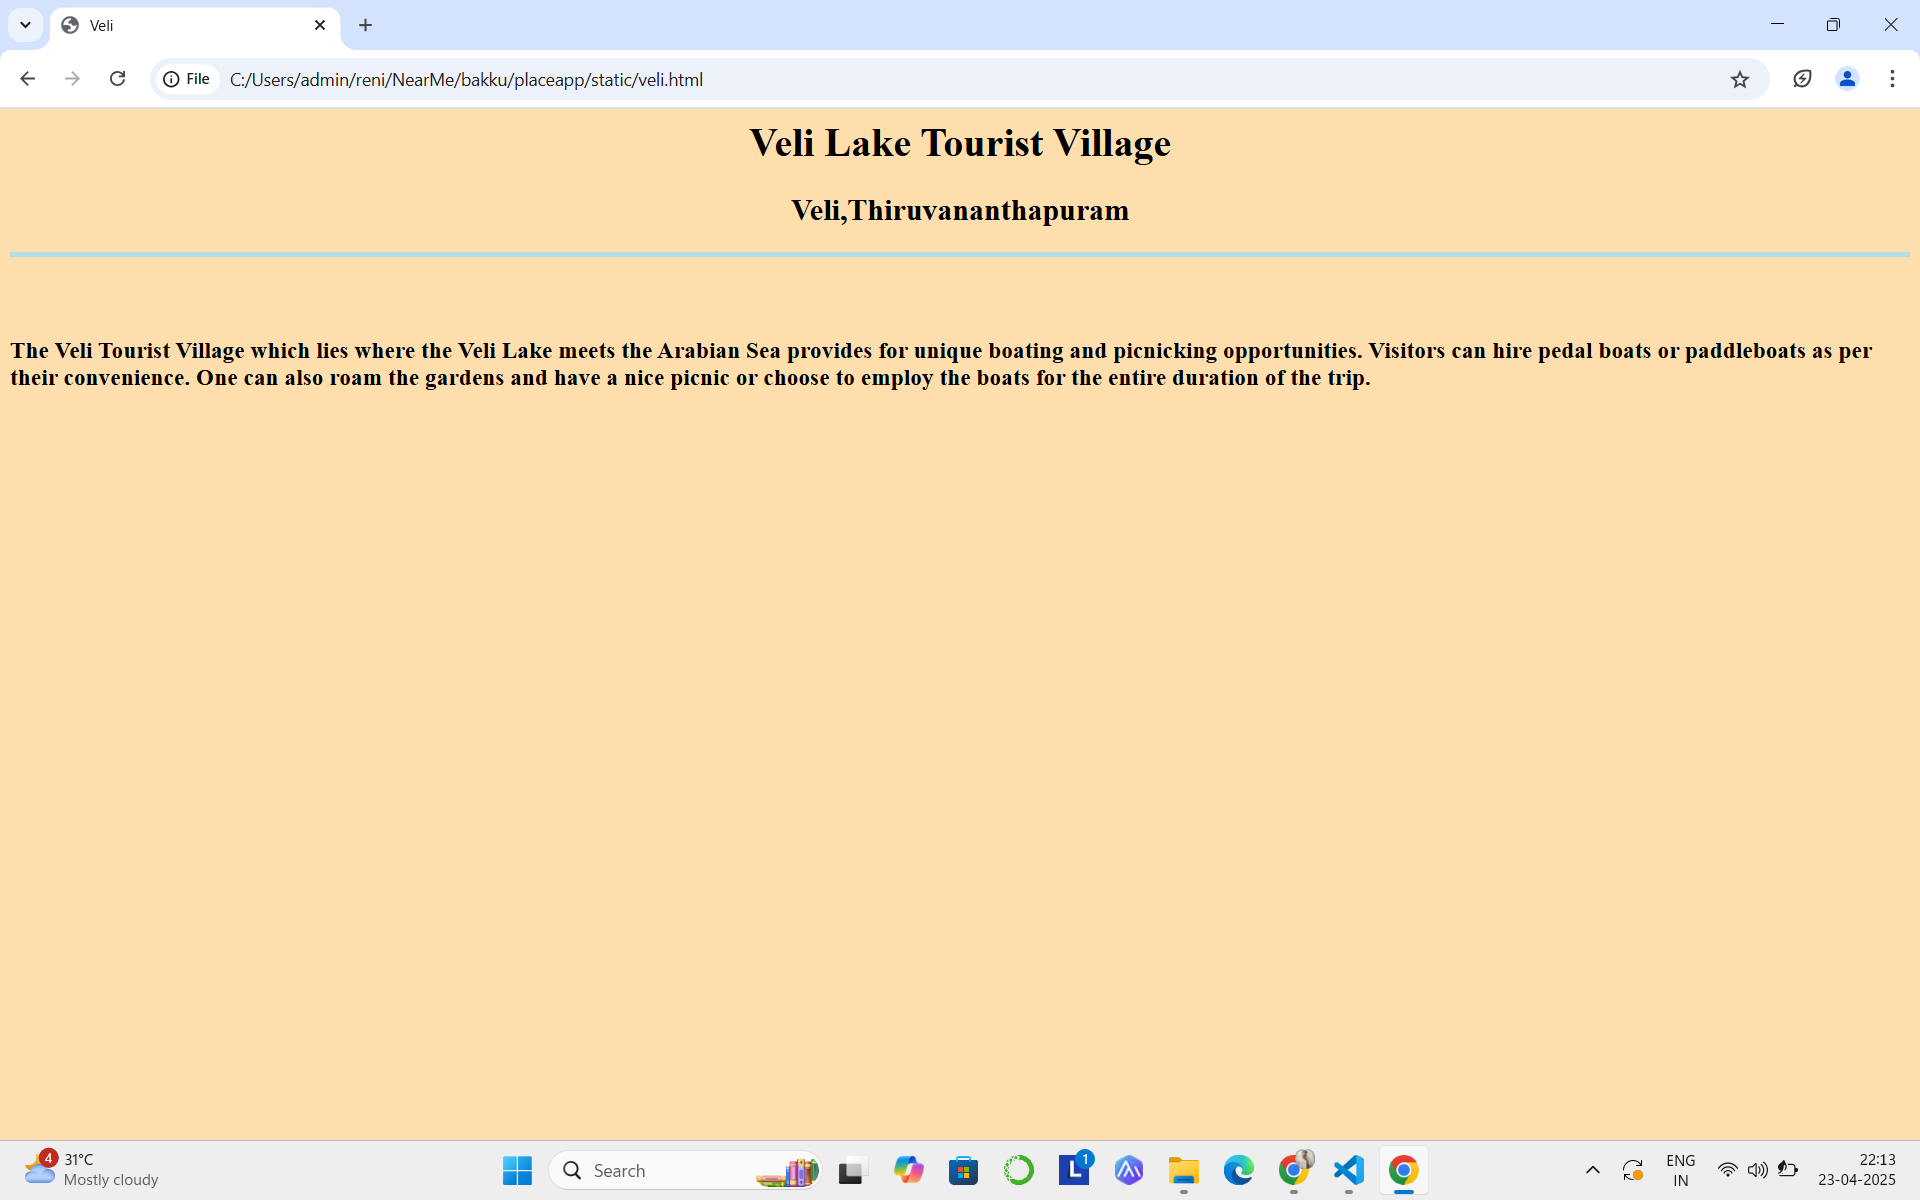 Veli
File
C:/Users/admin/reni/NearMe/bakku/placeapp/static/veli.html
Veli Lake Tourist Village
Veli,Thiruvananthapuram
The Veli Tourist Village which lies where the Veli Lake meets the Arabian Sea provides for unique boating and picnicking opportunities. Visitors can hire pedal boats or paddleboats as per
their convenience. One can also roam the gardens and have a nice picnic or choose to employ the boats for the entire duration of the trip.
4
31°C
Mostly cloudy
Search
L
1
ENG
IN
22:13
23-04-2025